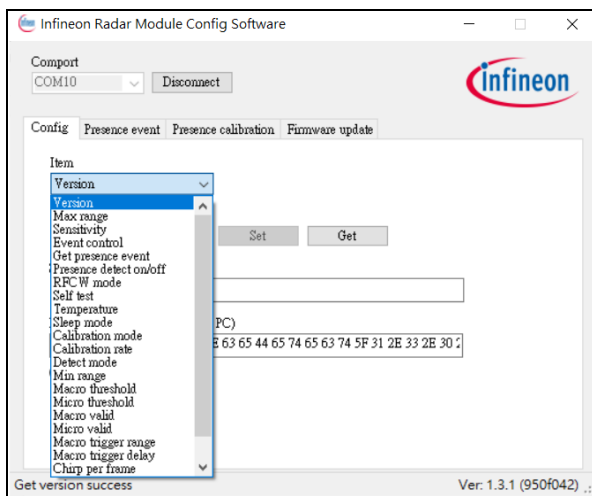 Infineon Radar Module Config Software
Comport
COM10
Disconnect
infineon
Config
Presence event
Presence calibration
Firmware update
Item
Version
Version
Max range
Sensitivity
Event control
Get presence event
Presence detect on/off
RFCW mode
Self test
Temperature
Sleep mode
Calibration mode
Calibration rate
Detect mode
Min range
Macro threshold
Micro threshold
Macro valid
Micro valid
Macro trigger range
Macro trigger delay
Chirp per frame
Set
Get
PC)
63 65 44 65 74 65 63 74 5F 31 2E 33 2E 30
Get version success
Ver: 1.3.1 (950f042)